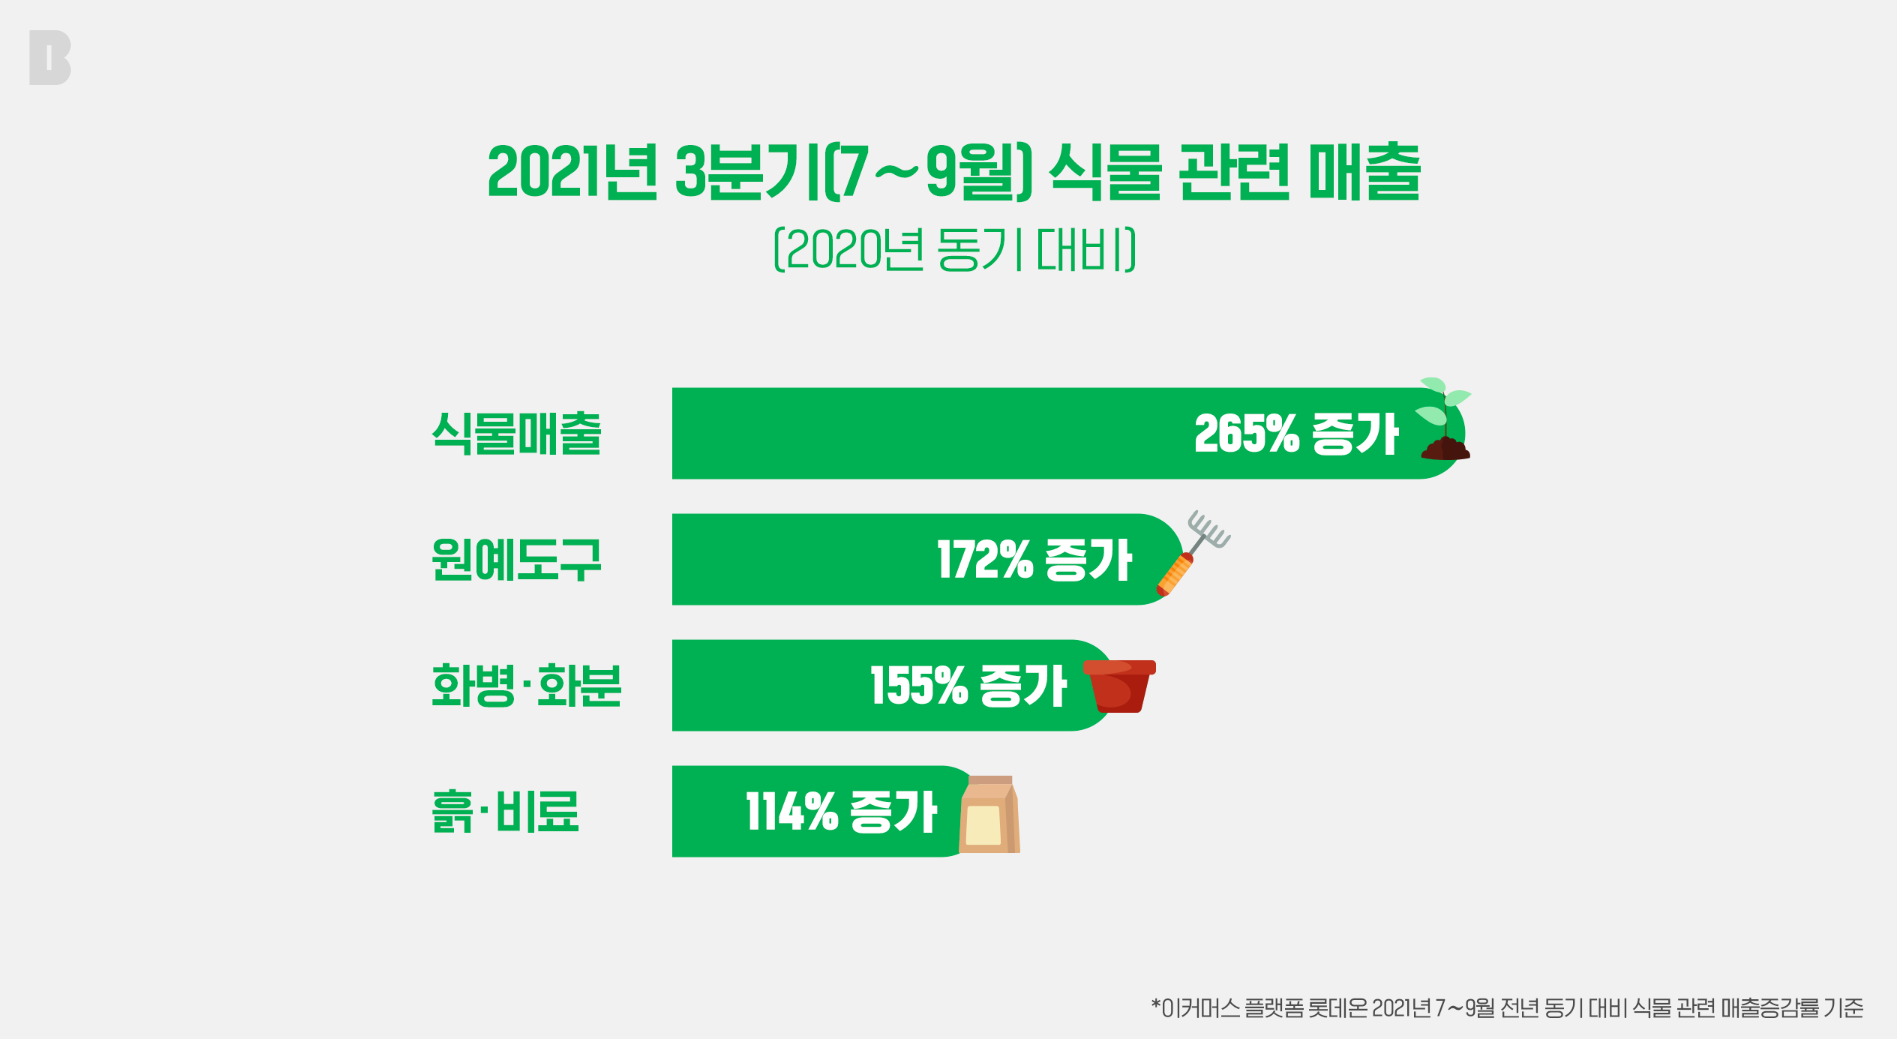 B
2021년 3분기(7~9월) 식물 관련 매출
(2020년 동기 대비)
식물매출 265% 증가
원예도구 172% 증가
화병·화분 155% 증가
흙·비료 114% 증가
*이커머스 플랫폼 롯데온 2021년 7~9월 전년 동기 대비 식물 관련 매출증감률 기준